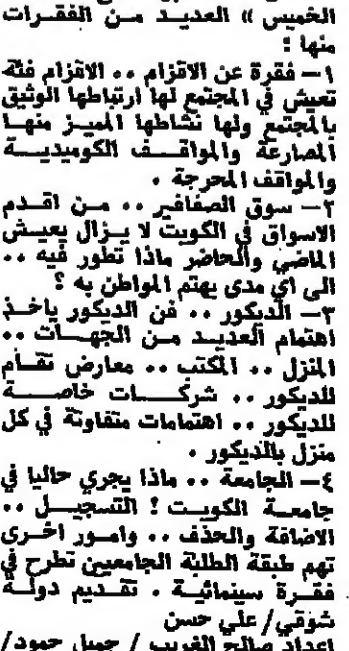 الخميس )) العديد من الفقرات
منها :
١ — فقرة عن الاقزام .. الاقزام فئة
تعيش في المجتمع لها ارتباطها الوثيق
بالمجتمع ولها نشاطها المميز منها
المصارعة والمواقف الكوميدية
والمواقف المحرجة .
٢ — سوق الصفافير .. من اقدم
الاسواق في الكويت لا يزال يعيش
الماضي والحاضر ماذا تطور فيه ..
الى اي مدى يهتم المواطن به ؟
٣ — الديكور .. فن الديكور ياخذ
اهتمام العديد من الجهات ..
المنزل .. المكتب .. معارض تقام
للديكور .. شركات خاصة
للديكور .. اهتمامات متفاوتة في كل
منزل بالديكور .
٤ — الجامعة .. ماذا يجري حاليا في
جامعة الكويت ! التسجيل ..
الاضافة والحذف .. وامور اخرى
تهم طبقة الطلبة الجامعيين تطرح في
فقرة سينمائية . تقديم دولة
شوقي / علي حسن
اعداد صالح الغريب / جميل حمود /